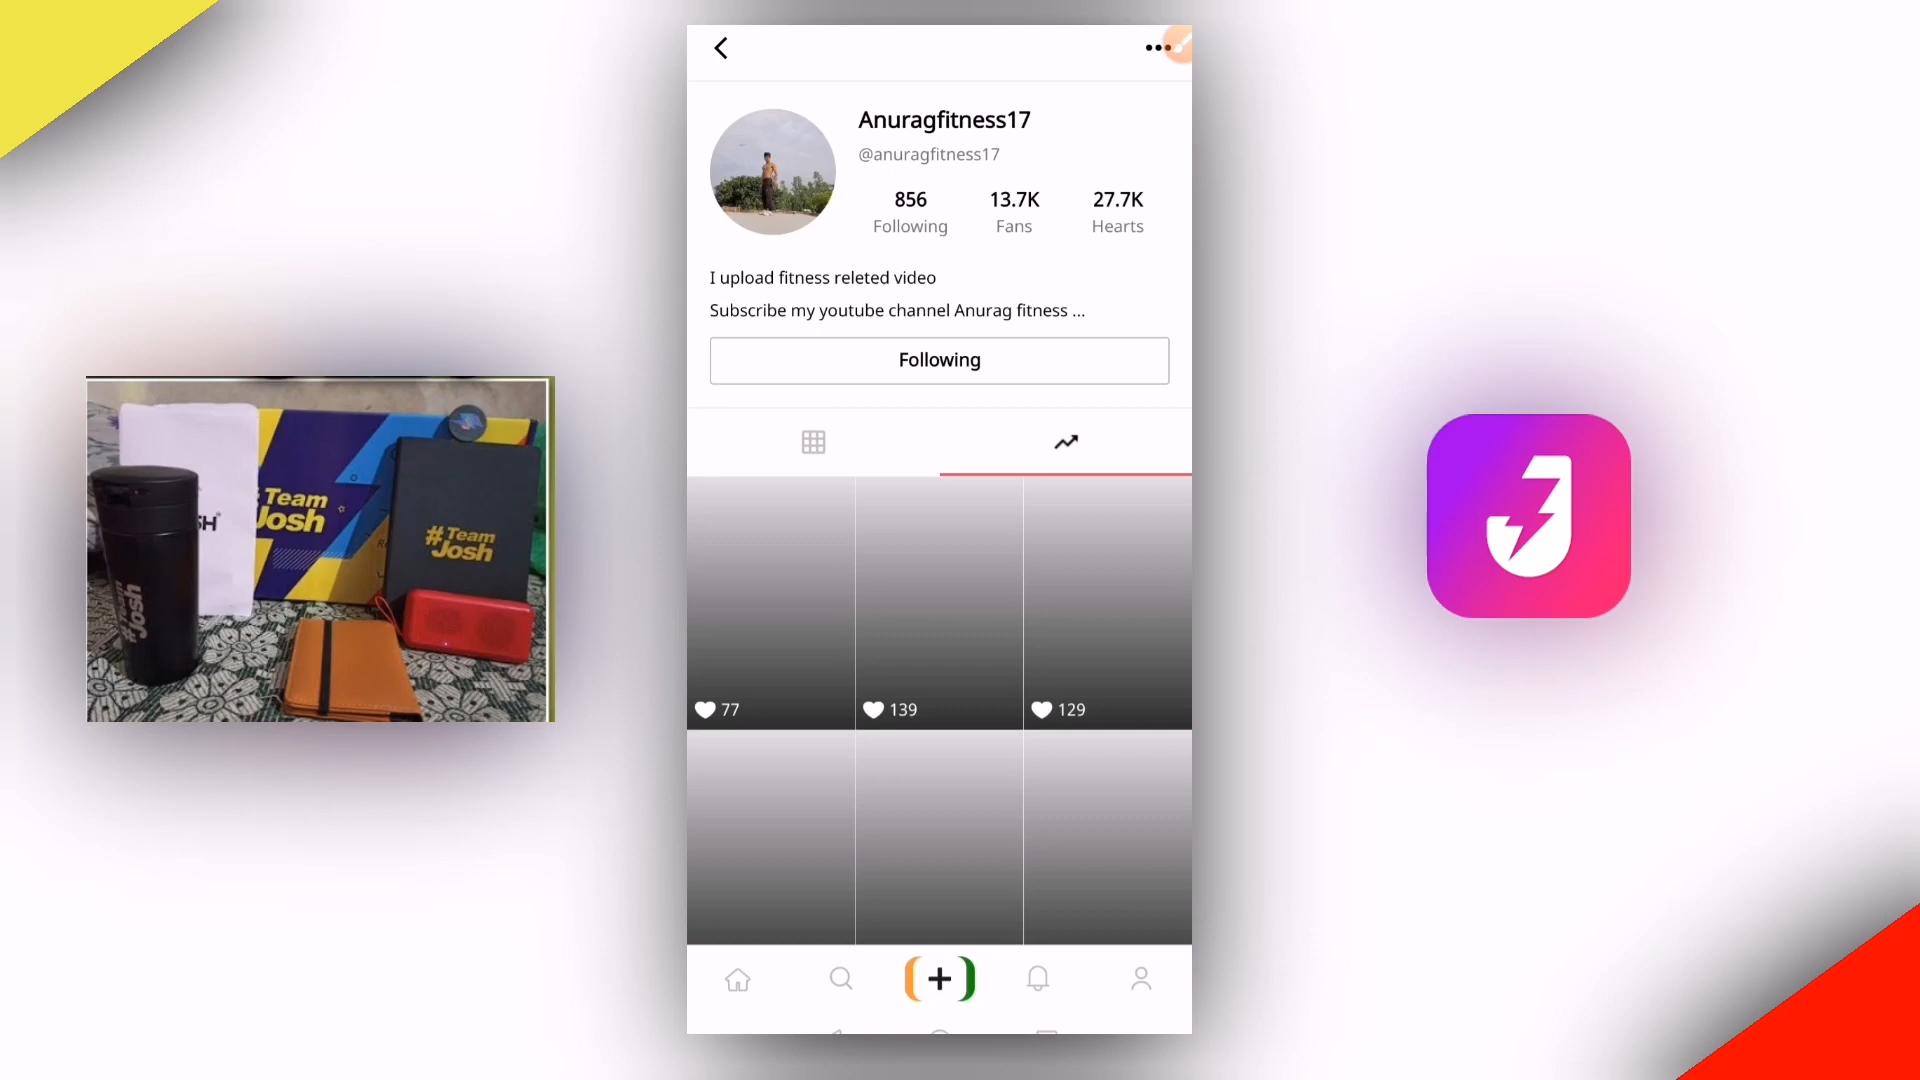 Anuragfitness17
@anuragfitness17
856 13.7K 27.7K
Following Fans Hearts
I upload fitness releted video
Subscribe my youtube channel Anurag fitness ...
Following
77 139 129
#Team
Josh
#Team
Josh
#Team
Josh